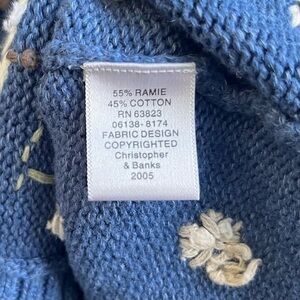 55% RAMIE
45% COTTON
RN 63823
06138-8174
FABRIC DESIGN
COPYRIGHTED
Christopher
& Banks
2005